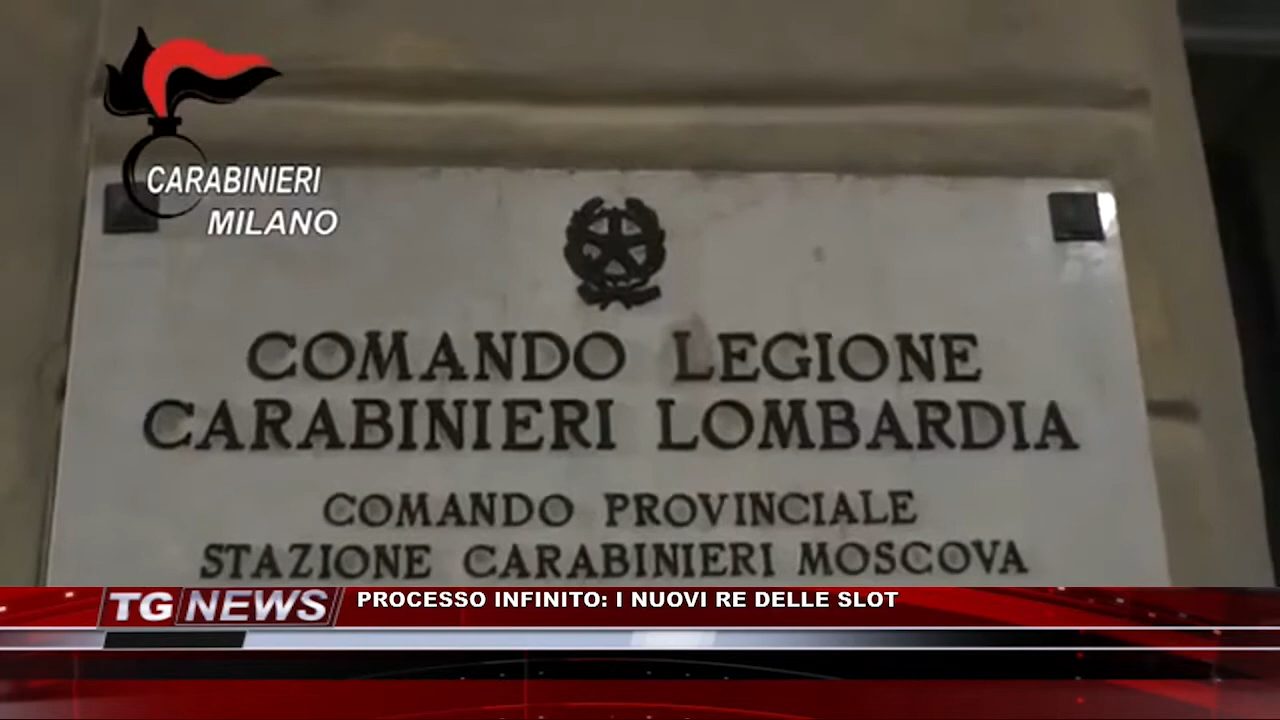 CARABINIERI
MILANO
COMANDO LEGIONE
CARABINIERI LOMBARDIA
COMANDO PROVINCIALE
STAZIONE CARABINIERI MOSCOVA
TG NEWS PROCESSO INFINITO: I NUOVI RE DELLE SLOT